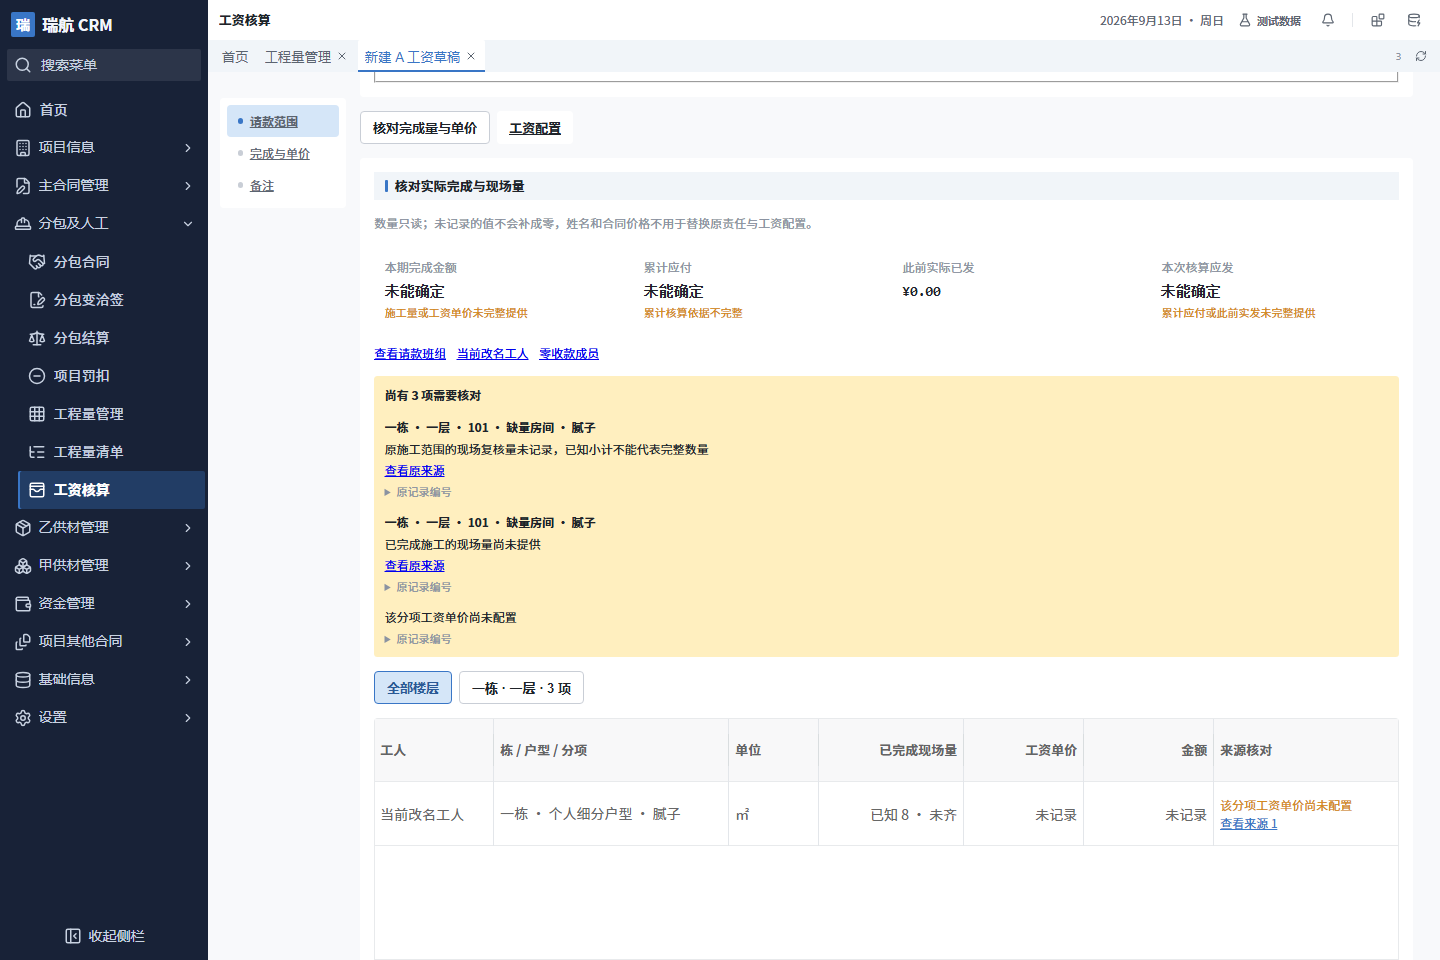 瑞 瑞航 CRM
搜索菜单
首页
项目信息
主合同管理
分包及人工
分包合同
分包变洽签
分包结算
项目罚扣
工程量管理
工程量清单
工资核算
乙供材管理
甲供材管理
资金管理
项目其他合同
基础信息
设置
收起侧栏
工资核算
2026年9月13日 · 周日 测试数据
首页 工程量管理 新建 A 工资草稿 3
请款范围
完成与单价
备注
核对完成量与单价 工资配置
核对实际完成与现场量
数量只读；未记录的值不会补成零，姓名和合同价格不用于替换原责任与工资配置。
本期完成金额 累计应付 此前实际已发 本次核算应发
未能确定 未能确定 ¥0.00 未能确定
施工量或工资单价未完整提供 累计核算依据不完整 累计应付或此前实发未完整提供
查看请款班组 当前改名工人 零收款成员
尚有 3 项需要核对
一栋 · 一层 · 101 · 缺量房间 · 腻子
原施工范围的现场复核量未记录，已知小计不能代表完整数量
查看原来源
原记录编号
一栋 · 一层 · 101 · 缺量房间 · 腻子
已完成施工的现场量尚未提供
查看原来源
原记录编号
该分项工资单价尚未配置
原记录编号
全部楼层 一栋 · 一层 · 3 项
工人 栋 / 户型 / 分项 单位 已完成现场量 工资单价 金额 来源核对
当前改名工人 一栋 · 个人细分户型 · 腻子 ㎡ 已知 8 · 未齐 未记录 未记录 该分项工资单价尚未配置
查看来源 1